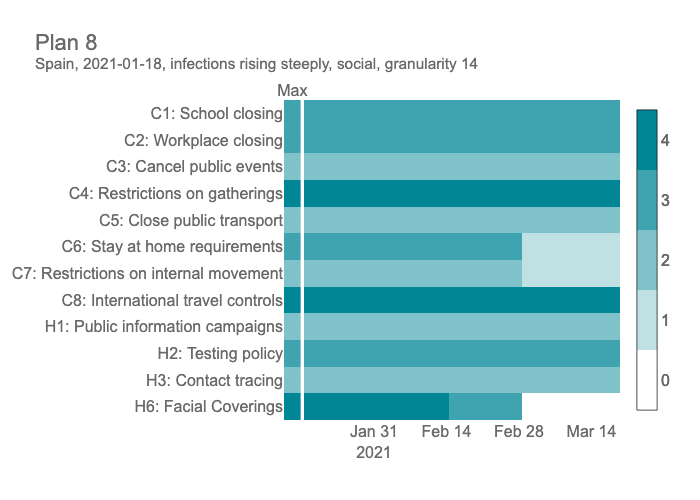 Plan 8
Spain, 2021-01-18, infections rising steeply, social, granularity 14
Max
C1: School closing
C2: Workplace closing
C3: Cancel public events
C4: Restrictions on gatherings
C5: Close public transport
C6: Stay at home requirements
C7: Restrictions on internal movement
C8: International travel controls
H1: Public information campaigns
H2: Testing policy
H3: Contact tracing
H6: Facial Coverings
Jan 31 Feb 14 Feb 28 Mar 14
2021
4
3
2
1
0